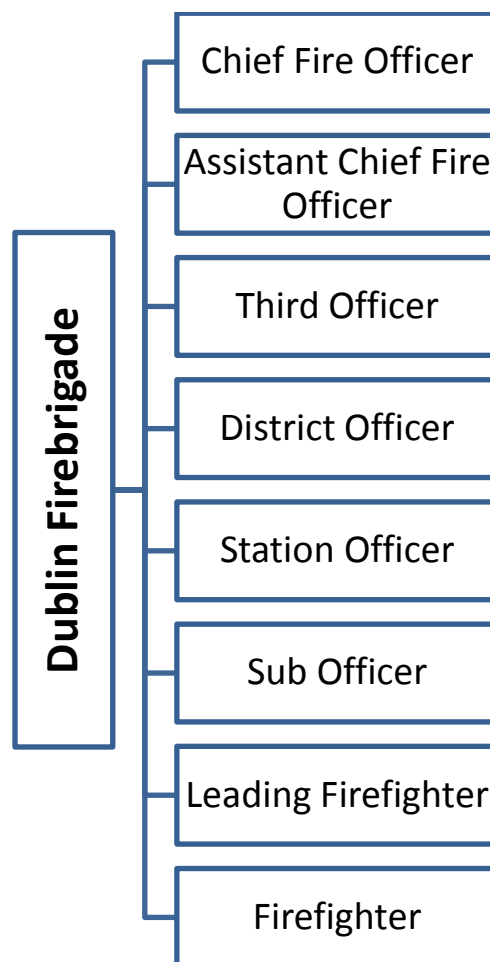 Dublin Firebrigade
Chief Fire Officer
Assistant Chief Fire
Officer
Third Officer
District Officer
Station Officer
Sub Officer
Leading Firefighter
Firefighter